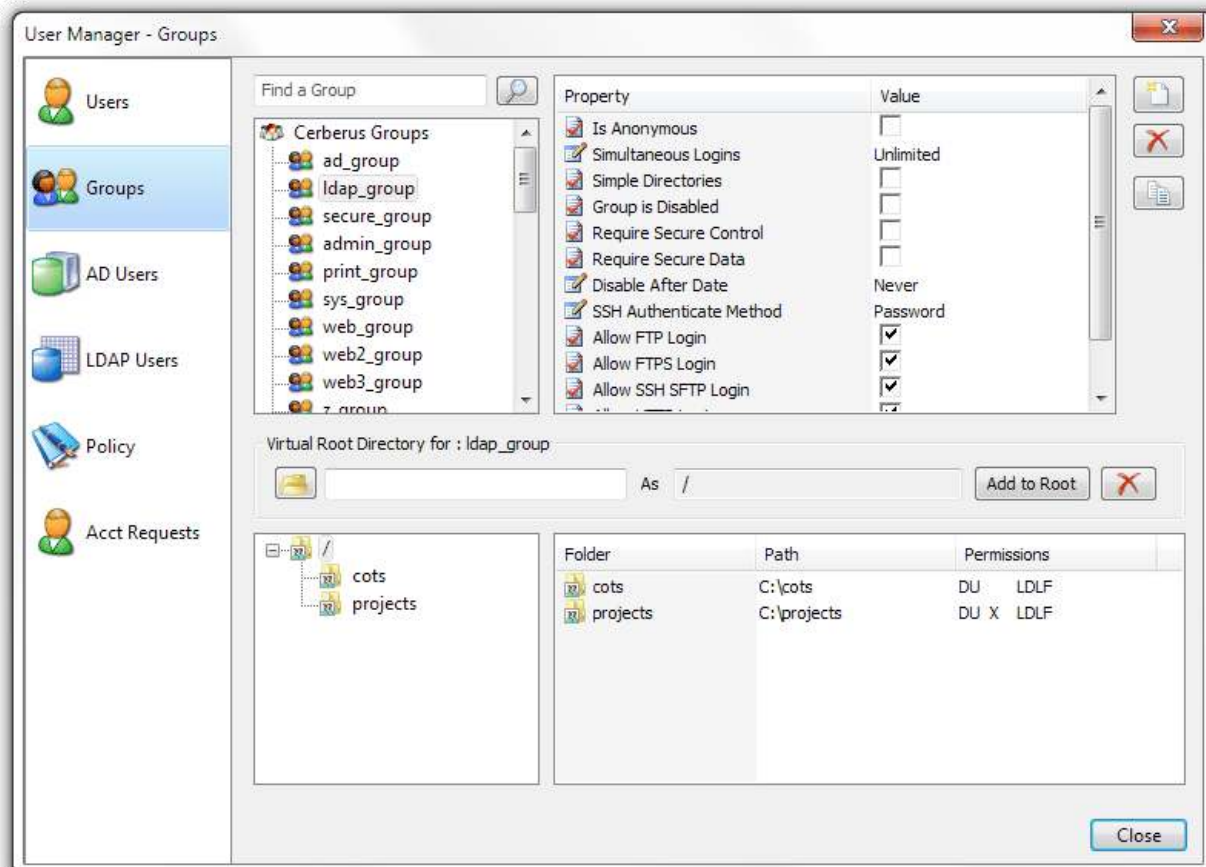 User Manager - Groups
Users
Groups
AD Users
LDAP Users
Policy
Acct Requests
Find a Group
Cerberus Groups
ad_group
ldap_group
secure_group
admin_group
print_group
sys_group
web_group
web2_group
web3_group
z_group
Property Value
Is Anonymous
Simultaneous Logins Unlimited
Simple Directories
Group is Disabled
Require Secure Control
Require Secure Data
Disable After Date Never
SSH Authenticate Method Password
Allow FTP Login
Allow FTPS Login
Allow SSH SFTP Login
Virtual Root Directory for : ldap_group
As / Add to Root
/
cots
projects
Folder Path Permissions
cots C:\cots DU LDLF
projects C:\projects DU X LDLF
Close